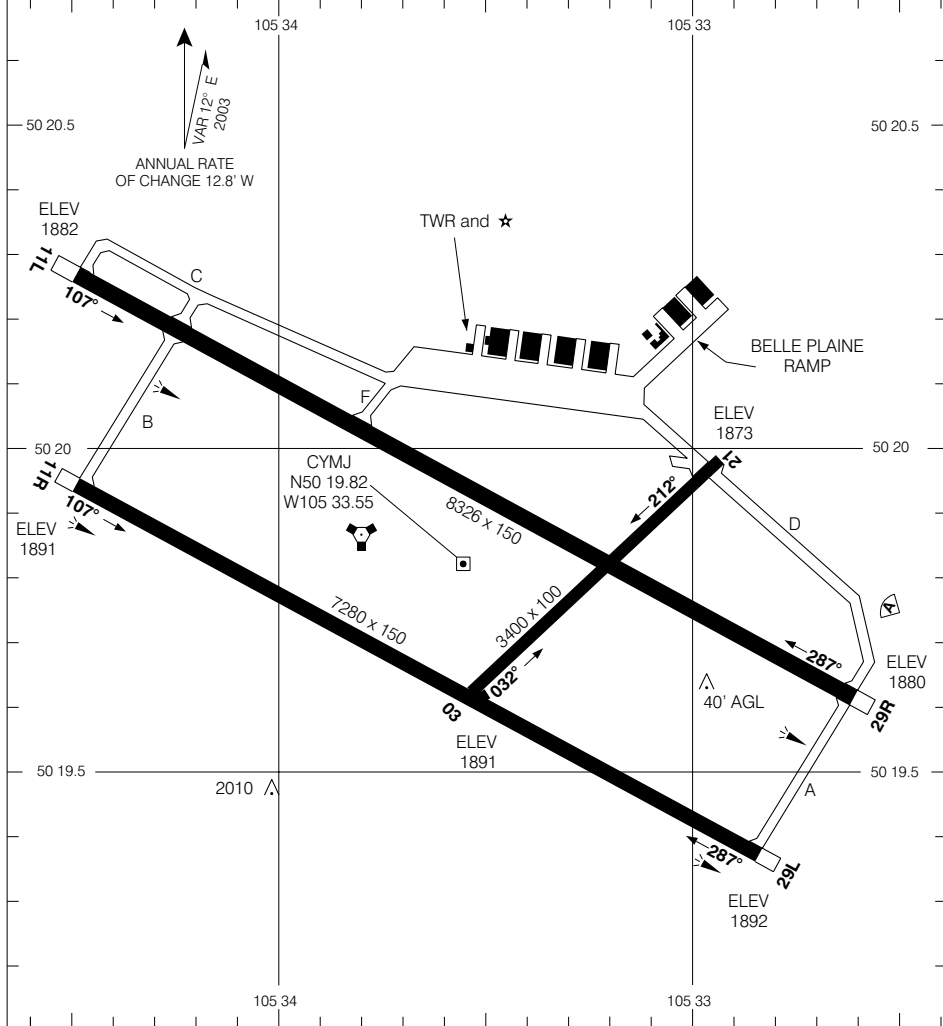 105 34
105 33
VAR 12° E
2003
50 20.5
50 20.5
ANNUAL RATE
OF CHANGE 12.8' W
ELEV
1882
TWR and
11L
C
107°
BELLE PLAINE
RAMP
F
B
ELEV
1873
50 20
50 20
21
CYMJ
N50 19.82
W105 33.55
11R
107°
212°
8326 x 150
ELEV
1891
D
7280 x 150
3400 x 100
A
287°
ELEV
1880
032°
40' AGL
03
29R
ELEV
1891
50 19.5
50 19.5
2010
A
287°
29L
ELEV
1892
105 34
105 33